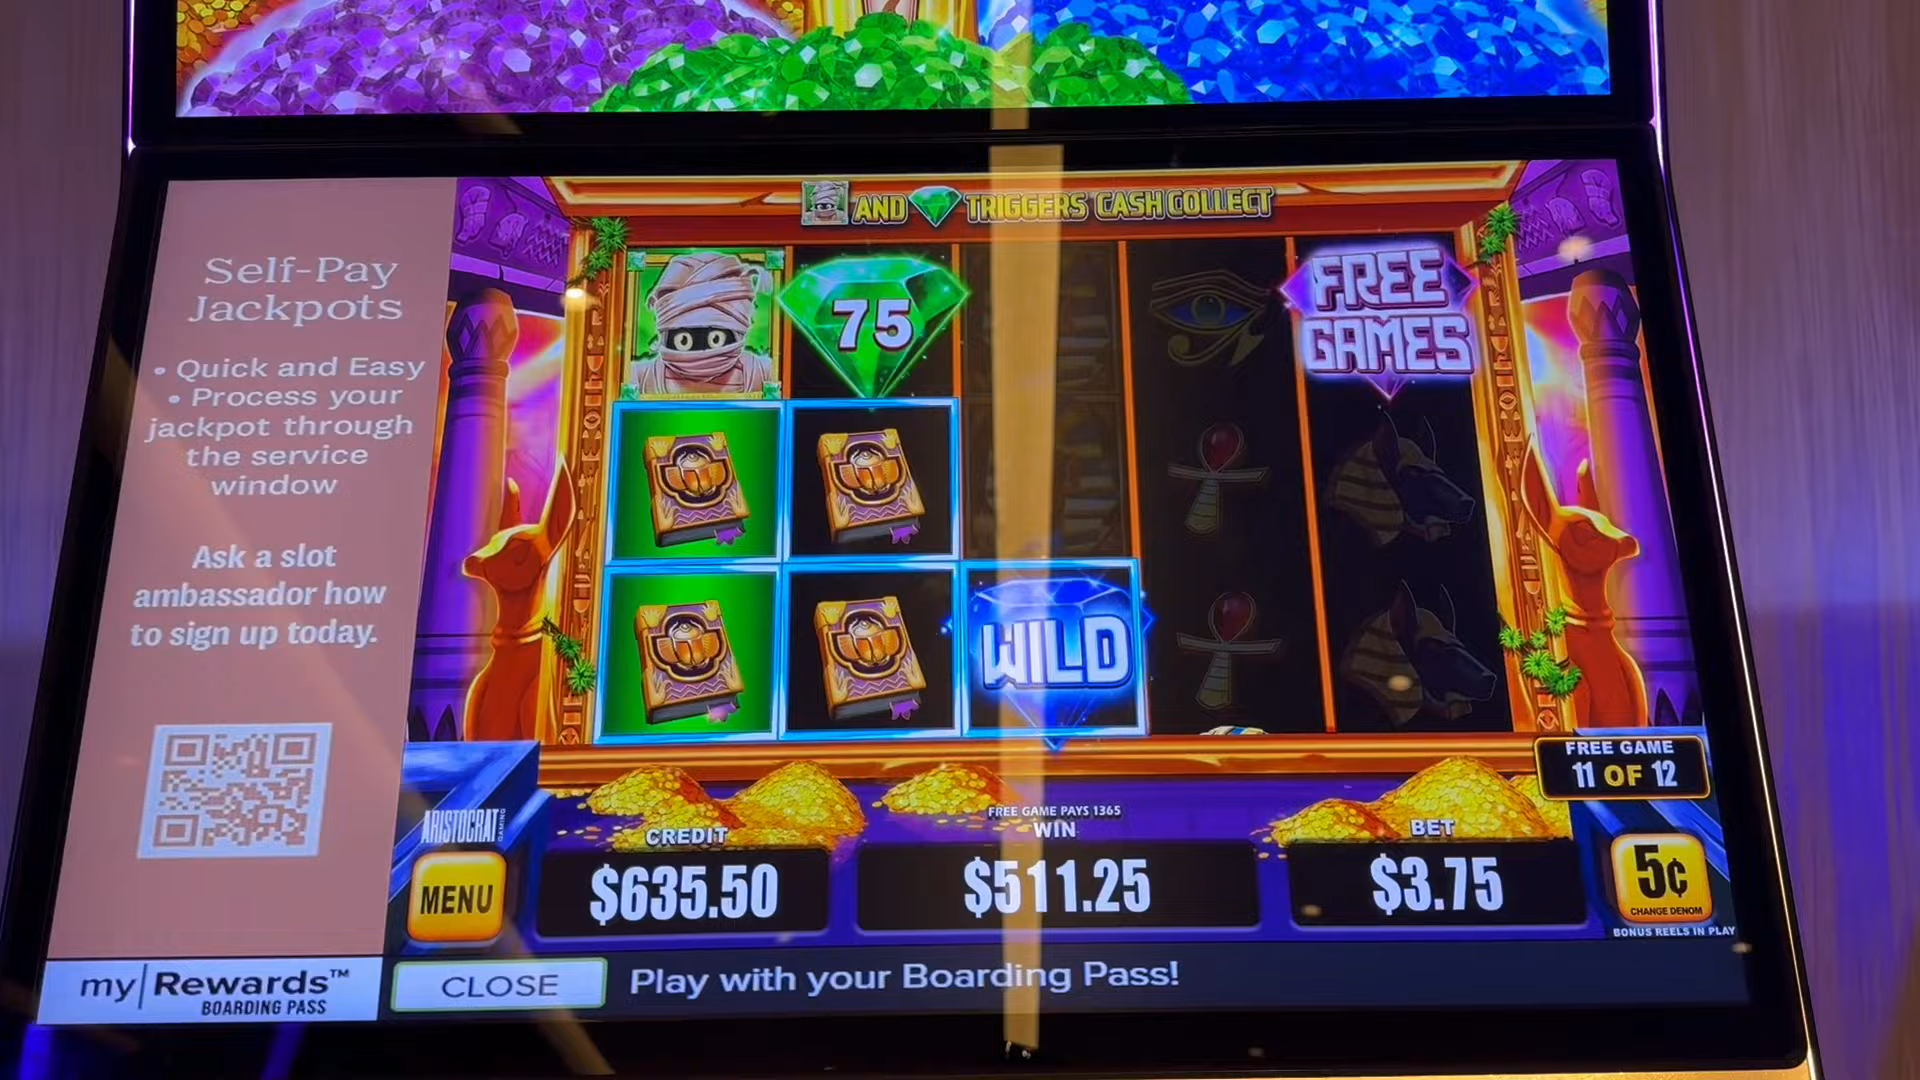 AND TRIGGERS CASH COLLECT
Self-Pay
Jackpots
• Quick and Easy
• Process your
jackpot through
the service
window
Ask a slot
ambassador how
to sign up today.
75
FREE
GAMES
WILD
FREE GAME
11 OF 12
ARISTOCRAT
GAMING
MENU
CREDIT
$635.50
FREE GAME PAYS 1365
WIN
$511.25
BET
$3.75
5¢
CHANGE DENOM
BONUS REELS IN PLAY
my|Rewards™
BOARDING PASS
CLOSE
Play with your Boarding Pass!